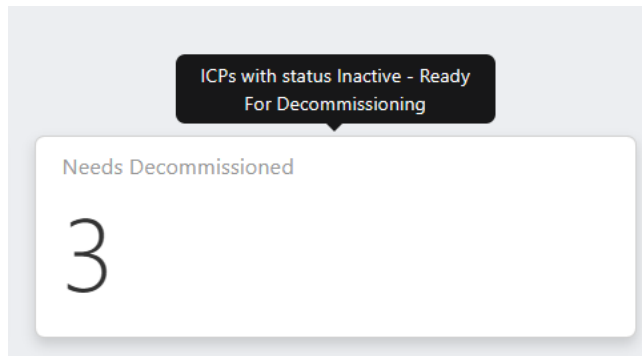 ICPs with status Inactive - Ready
For Decommissioning
Needs Decommissioned
3